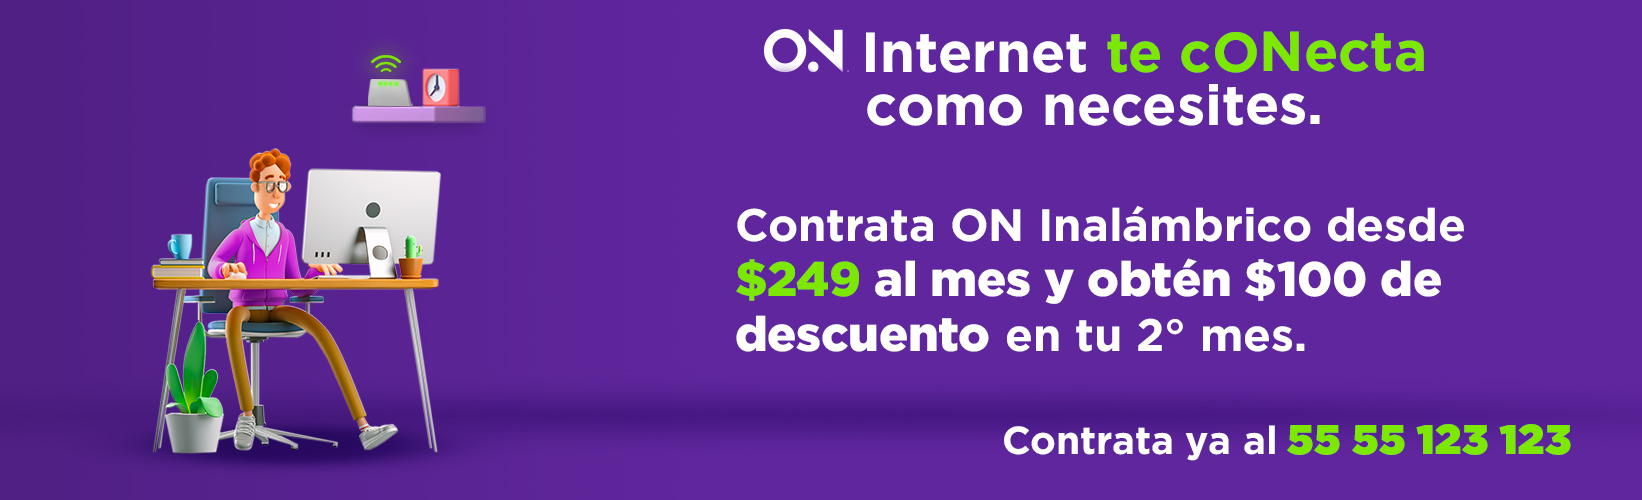 ON Internet te cONecta
como necesites.
Contrata ON Inalámbrico desde
$249 al mes y obtén $100 de
descuento en tu 2° mes.
Contrata ya al 55 55 123 123